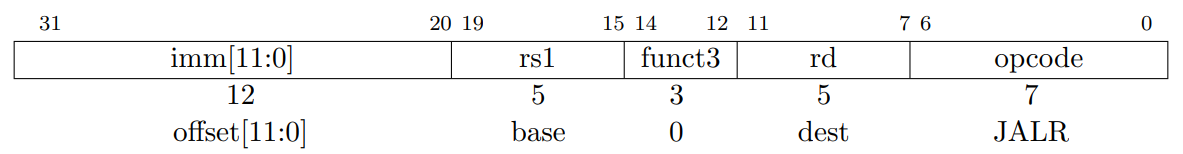 31 20 19 15 14 12 11 7 6 0
imm[11:0] rs1 funct3 rd opcode
12 5 3 5 7
offset[11:0] base 0 dest JALR